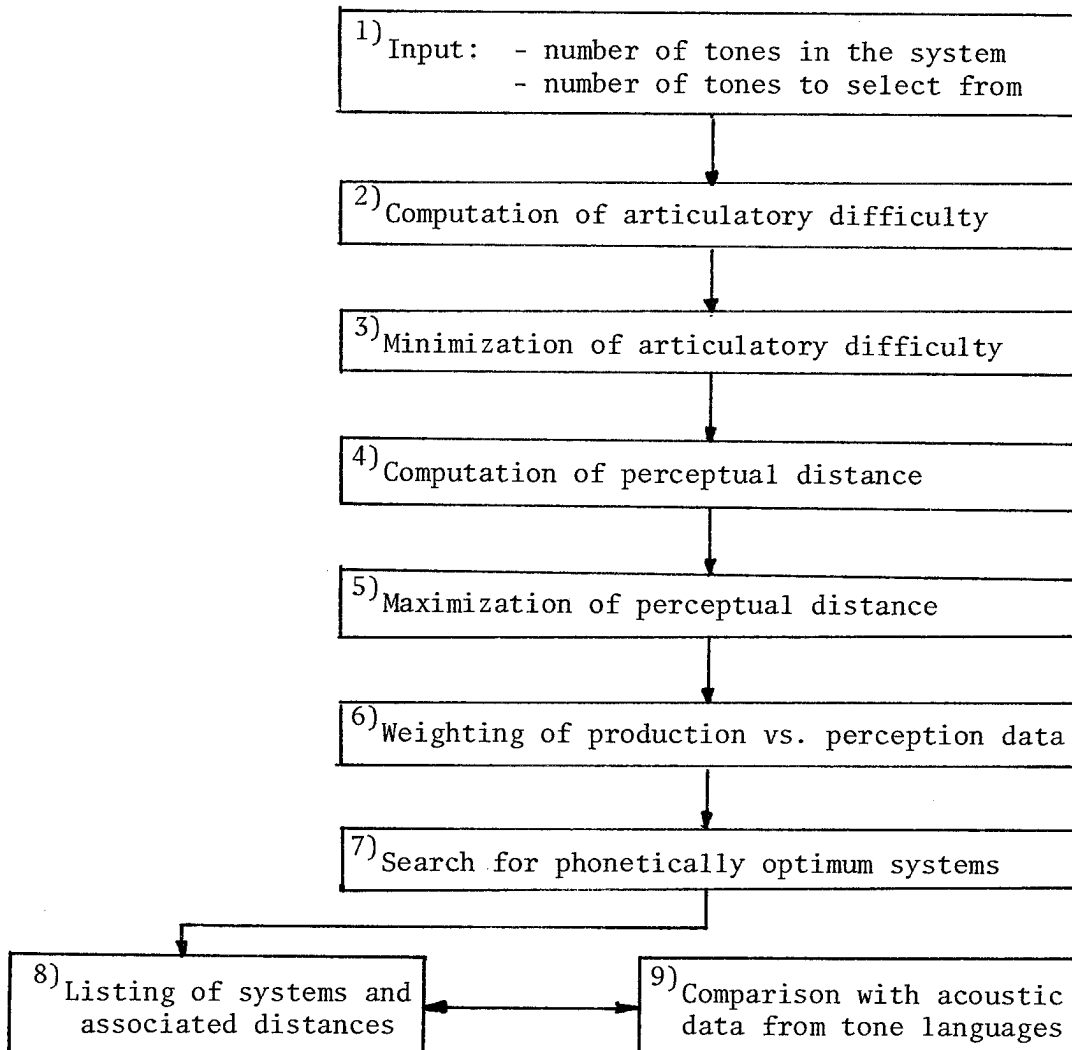 1) Input: - number of tones in the system
- number of tones to select from
2) Computation of articulatory difficulty
3) Minimization of articulatory difficulty
4) Computation of perceptual distance
5) Maximization of perceptual distance
6) Weighting of production vs. perception data
7) Search for phonetically optimum systems
8) Listing of systems and
associated distances
9) Comparison with acoustic
data from tone languages